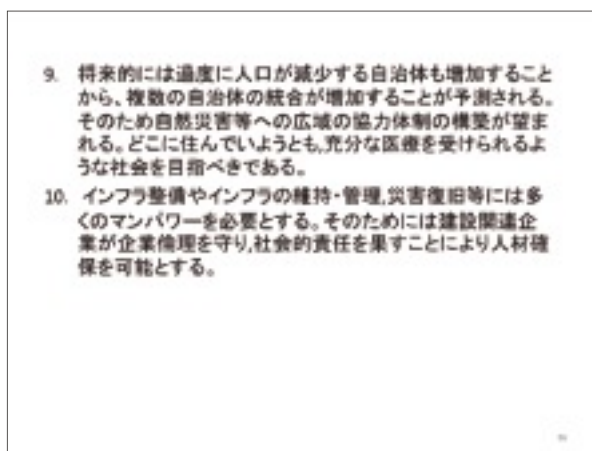 9. 将来的には過度に人口が減少する自治体も増加すること
から、複数の自治体の統合が増加することが予測される。
そのため自然災害等への広域の協力体制の構築が望ま
れる。どこに住んでいようとも,充分な医療を受けられるよ
うな社会を目指べきである。
10. インフラ整備やインフラの維持・管理,災害復旧等には多
くのマンパワーを必要とする。そのためには建設関連企
業が企業倫理を守り,社会的責任を果すことにより人材確
保を可能とする。